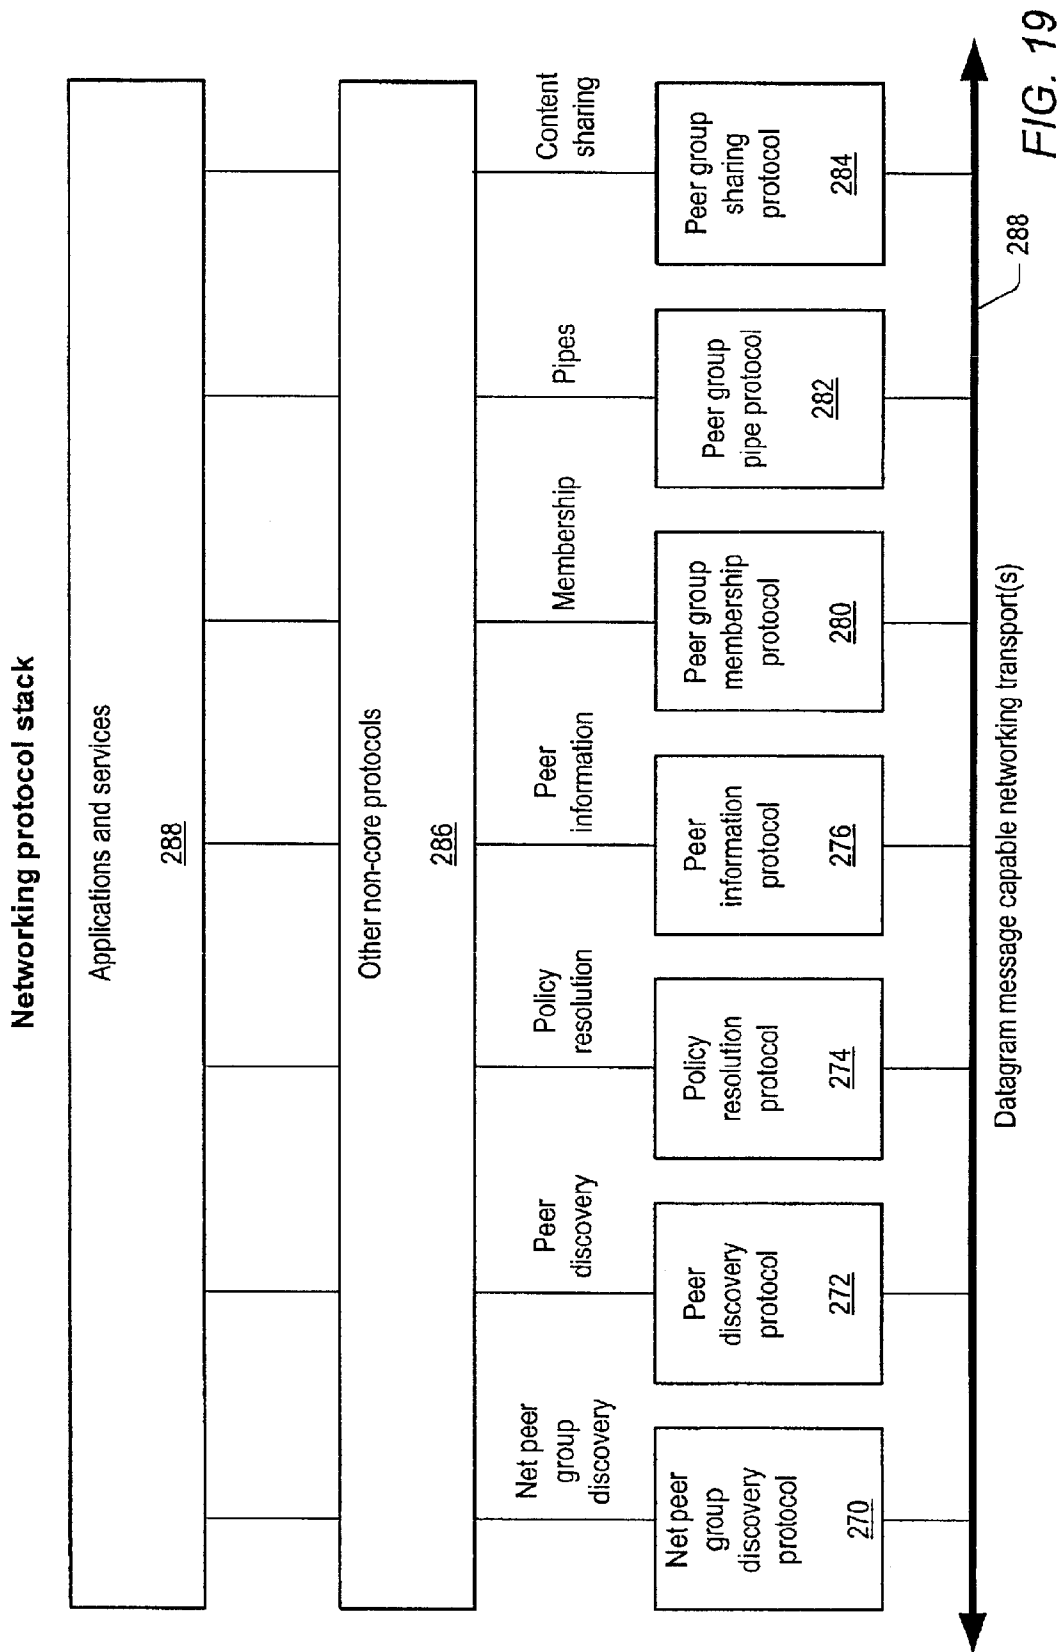 Networking protocol stack
Applications and services
288
Other non-core protocols
286
Net peer
group
discovery
Peer
discovery
Policy
resolution
Peer
information
Membership
Pipes
Content
sharing
Net peer
group
discovery
protocol
270
Peer
discovery
protocol
272
Policy
resolution
protocol
274
Peer
information
protocol
276
Peer group
membership
protocol
280
Peer group
pipe protocol
282
Peer group
sharing
protocol
284
288
Datagram message capable networking transport(s)
FIG. 19